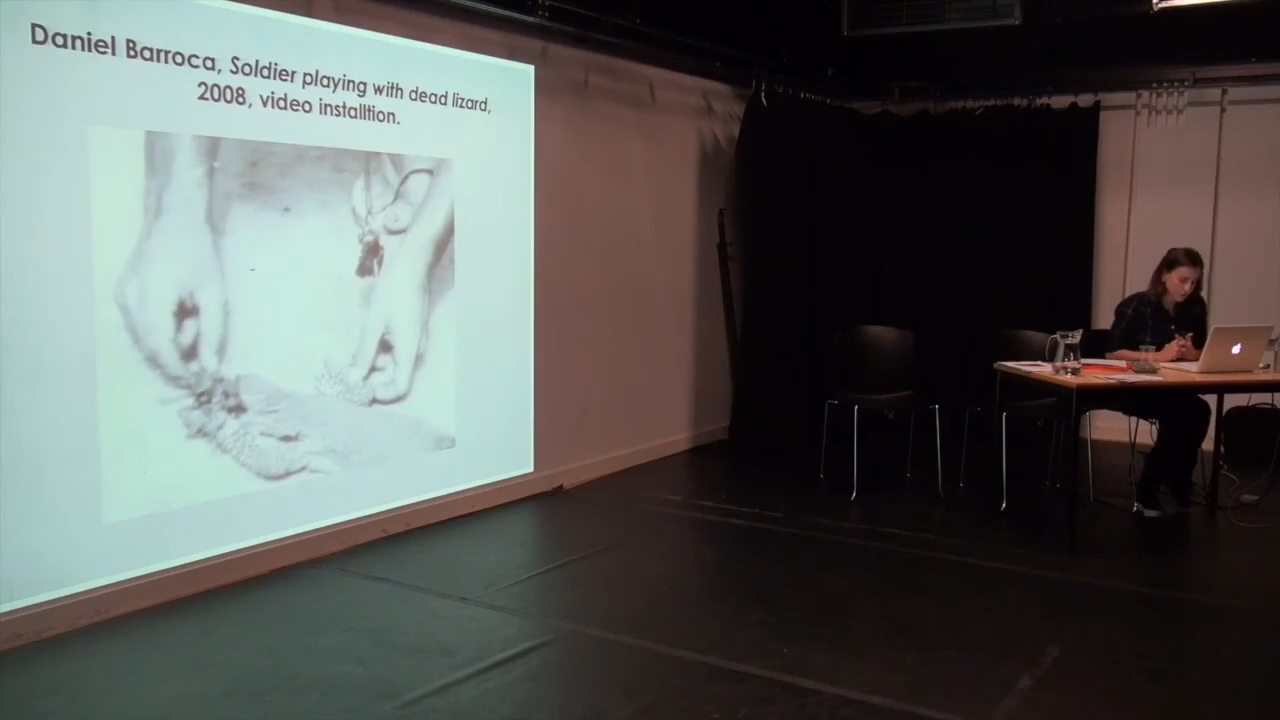 Daniel Barroca, Soldier playing with dead lizard,
2008, video installtion.